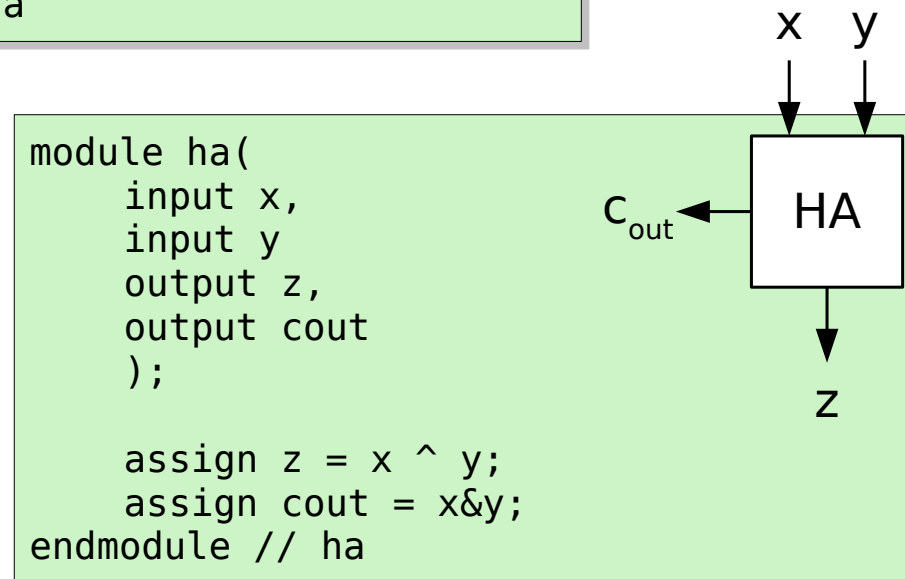 a
x y
module ha(
input x,
input y
output z,
output cout
);
assign z = x ^ y;
assign cout = x&y;
endmodule // ha
cout
HA
z